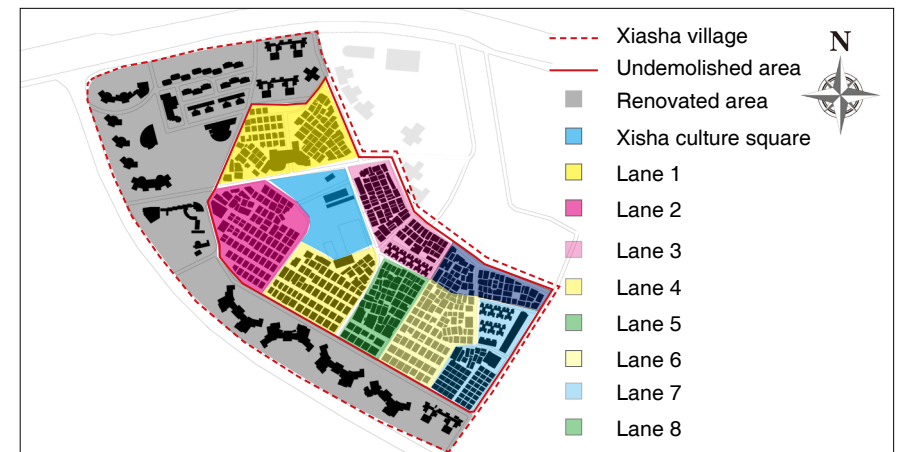 Xiasha village
N
Undemolished area
Renovated area
Xisha culture square
Lane 1
Lane 2
Lane 3
Lane 4
Lane 5
Lane 6
Lane 7
Lane 8